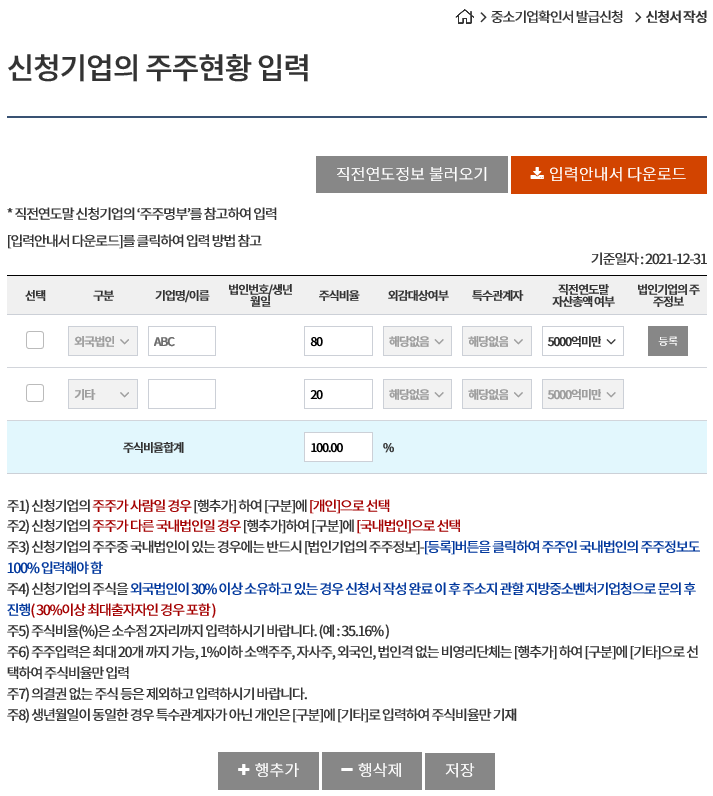 중소기업확인서 발급신청 > 신청서 작성
신청기업의 주주현황 입력
직전연도정보 불러오기 입력안내서 다운로드
* 직전연도말 신청기업의 ‘주주명부’를 참고하여 입력
[입력안내서 다운로드]를 클릭하여 입력 방법 참고
기준일자 : 2021-12-31
선택 구분 기업명/이름 법인번호/생년월일 주식비율 외감대상여부 특수관계자 직전연도말 자산총액 여부 법인기업의 주주정보
외국법인 ABC 80 해당없음 해당없음 5000억미만 등록
기타 20 해당없음 해당없음 5000억미만
주식비율합계 100.00 %
주1) 신청기업의 주주가 사람일 경우 [행추가] 하여 [구분]에 [개인]으로 선택
주2) 신청기업의 주주가 다른 국내법인일 경우 [행추가]하여 [구분]에 [국내법인]으로 선택
주3) 신청기업의 주주중 국내법인이 있는 경우에는 반드시 [법인기업의 주주정보]-[등록]버튼을 클릭하여 주주인 국내법인의 주주정보도
100% 입력해야 함
주4) 신청기업의 주식을 외국법인이 30% 이상 소유하고 있는 경우 신청서 작성 완료 이 후 주소지 관할 지방중소벤처기업청으로 문의 후
진행( 30%이상 최대출자자인 경우 포함 )
주5) 주식비율(%)은 소수점 2자리까지 입력하시기 바랍니다. (예 : 35.16% )
주6) 주주입력은 최대 20개 까지 가능, 1%이하 소액주주, 자사주, 외국인, 법인격 없는 비영리단체는 [행추가] 하여 [구분]에 [기타]으로 선
택하여 주식비율만 입력
주7) 의결권 없는 주식 등은 제외하고 입력하시기 바랍니다.
주8) 생년월일이 동일한 경우 특수관계자가 아닌 개인은 [구분]에 [기타]로 입력하여 주식비율만 기재
행추가 행삭제 저장